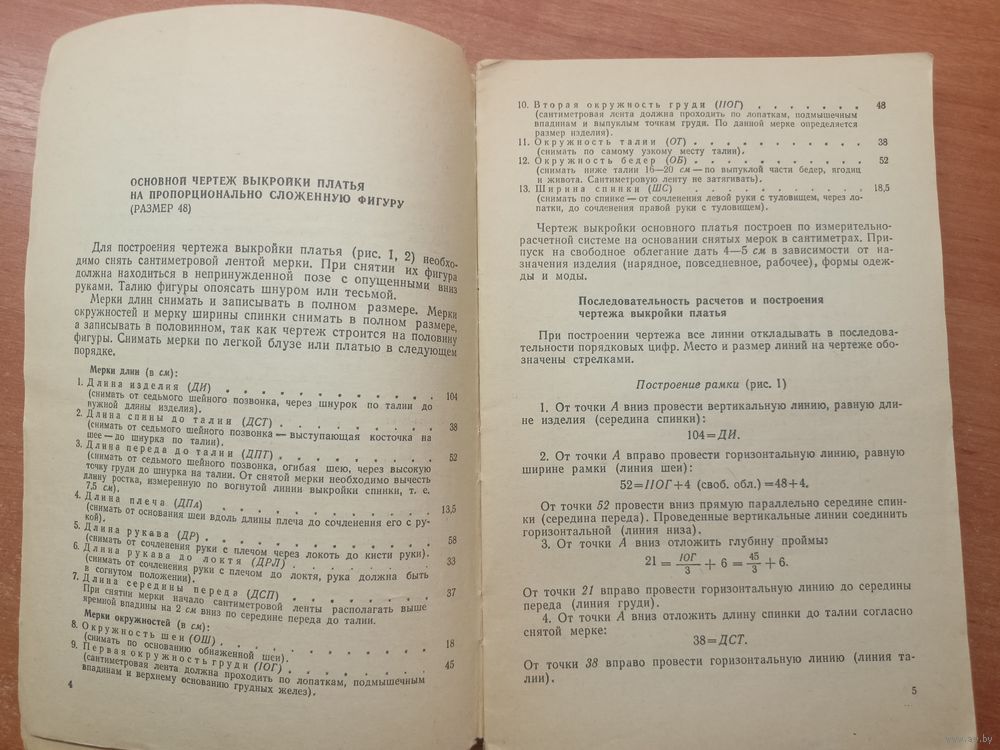 ОСНОВНОЙ ЧЕРТЕЖ ВЫКРОЙКИ ПЛАТЬЯ
НА ПРОПОРЦИОНАЛЬНО СЛОЖЕННУЮ ФИГУРУ
(РАЗМЕР 48)
Для построения чертежа выкройки платья (рис. 1, 2) необхо-
димо снять сантиметровой лентой мерки. При снятии их фигура
должна находиться в непринужденной позе с опущенными вниз
руками. Талию фигуры опоясать шнуром или тесьмой.
Мерки длин снимать и записывать в полном размере. Мерки
окружностей и мерку ширины спинки снимать в полном размере,
а записывать в половинном, так как чертеж строится на половину
фигуры. Снимать мерки по легкой блузе или платью в следующем
порядке.
Мерки длин (в см):
1. Длина изделия (ДИ) . . . . . . . . . . . . . 104
(снимать от седьмого шейного позвонка, через шнурок по талии до
нужной длины изделия).
2. Длина спины до талии (ДСТ) . . . . . . . . . . 38
(снимать от седьмого шейного позвонка — выступающая косточка на
шее — до шнурка по талии).
3. Длина переда до талии (ДПТ) . . . . . . . . . . 52
(снимать от седьмого шейного позвонка, огибая шею, через высокую
точку груди до шнурка на талии. От снятой мерки необходимо вычесть
длину ростка, измеренную по вогнутой линии выкройки спинки, т. е.
7,5 см).
4. Длина плеча (ДПл) . . . . . . . . . . . . . 13,5
(снимать от основания шеи вдоль длины плеча до сочленения его с ру-
кой).
5. Длина рукава (ДР) . . . . . . . . . . . . . 58
(снимать от сочленения руки с плечом через локоть до кисти руки).
6. Длина рукава до локтя (ДРЛ) . . . . . . . . . . 33
(снимать от сочленения руки с плечом до локтя, рука должна быть
в согнутом положении).
7. Длина середины переда (ДСП) . . . . . . . . . . 37
При снятии мерки начало сантиметровой ленты располагать выше
яремной впадины на 2 см вниз по середине переда до талии.
Мерки окружностей (в см):
8. Окружность шеи (ОШ) . . . . . . . . . . . . 18
(снимать по основанию обнаженной шеи).
9. Первая окружность груди (IОГ) . . . . . . . . . 45
(сантиметровая лента должна проходить по лопаткам, подмышечным
впадинам и верхнему основанию грудных желез).
4
10. Вторая окружность груди (IIОГ) . . . . . . . 48
(сантиметровая лента должна проходить по лопаткам, подмышечным
впадинам и выпуклым точкам груди. По данной мерке определяется
размер изделия).
11. Окружность талии (ОТ) . . . . . . . . . . . 38
(снимать по самому узкому месту талии).
12. Окружность бедер (ОБ) . . . . . . . . . . . 52
(снимать ниже талии 16—20 см — по выпуклой части бедер, ягодиц
и живота. Сантиметровую ленту не затягивать).
13. Ширина спинки (ШС) . . . . . . . . . . . 18,5
(снимать по спинке — от сочленения левой руки с туловищем, через ло-
патки, до сочленения правой руки с туловищем).
Чертеж выкройки основного платья построен по измерительно-
расчетной системе на основании снятых мерок в сантиметрах. При-
пуск на свободное облегание дать 4—5 см в зависимости от на-
значения изделия (нарядное, повседневное, рабочее), формы одеж-
ды и моды.
Последовательность расчетов и построения
чертежа выкройки платья
При построении чертежа все линии откладывать в последова-
тельности порядковых цифр. Место и размер линий на чертеже обо-
значены стрелками.
Построение рамки (рис. 1)
1. От точки А вниз провести вертикальную линию, равную дли-
не изделия (середина спинки).
104=ДИ.
2. От точки А вправо провести горизонтальную линию, равную
ширине рамки (линия шеи):
52=IIОГ+4 (своб. обл.)=48+4.
От точки 52 провести вниз прямую параллельно середине спин-
ки (середина переда). Проведенные вертикальные линии соединить
горизонтальной (линия низа).
3. От точки А вниз отложить глубину проймы:
21 = IОГ/3 + 6 = 45/3 + 6.
От точки 21 вправо провести горизонтальную линию до середины
переда (линия груди).
4. От точки А вниз отложить длину спинки до талии согласно
снятой мерке:
38=ДСТ.
От точки 38 вправо провести горизонтальную линию (линия та-
лии).
5